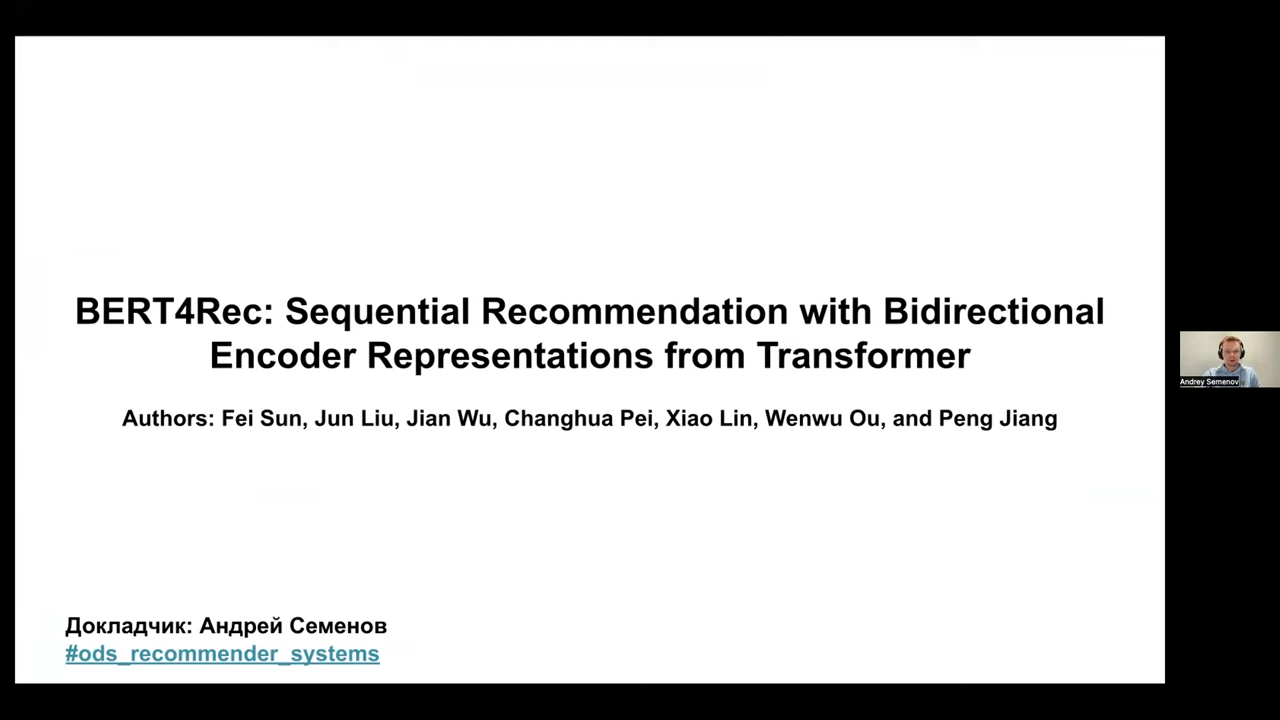 BERT4Rec: Sequential Recommendation with Bidirectional
Encoder Representations from Transformer
Authors: Fei Sun, Jun Liu, Jian Wu, Changhua Pei, Xiao Lin, Wenwu Ou, and Peng Jiang
Andrey Semenov
Докладчик: Андрей Семенов
#ods_recommender_systems